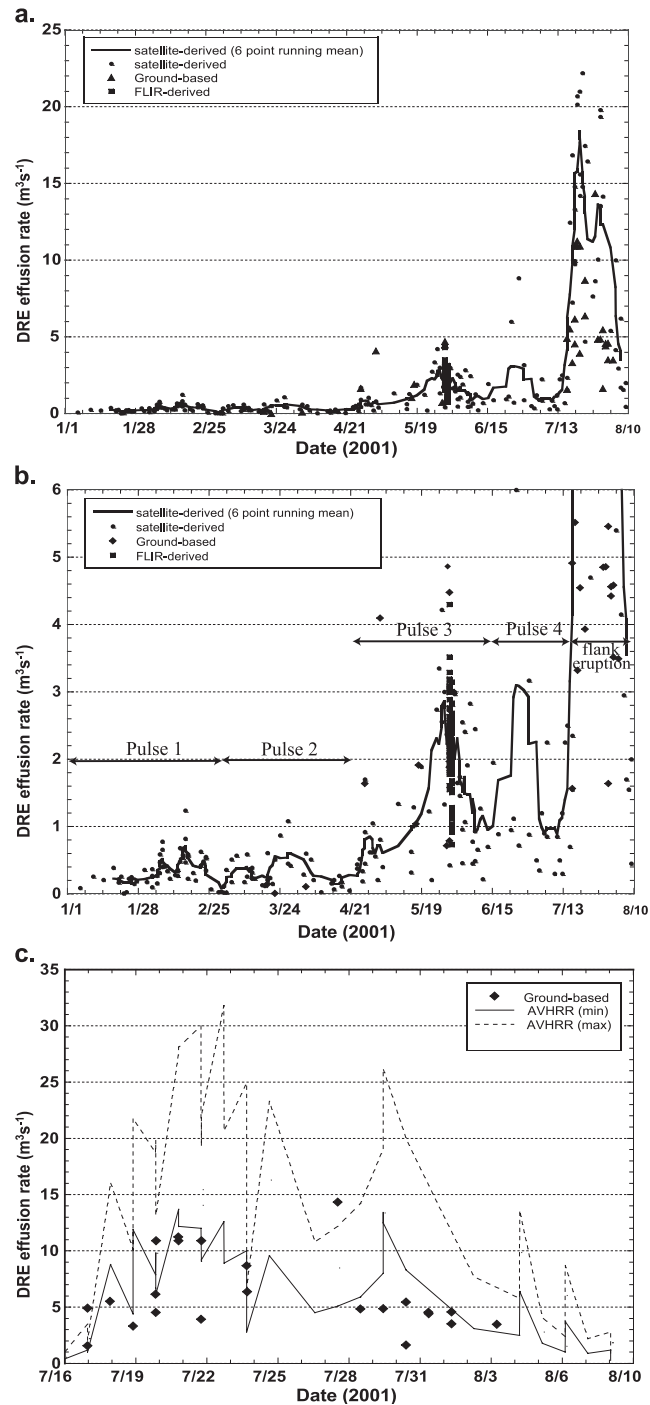 a.
25
20
15
10
5
0
DRE effusion rate (m³s⁻¹)
satellite-derived (6 point running mean)
satellite-derived
Ground-based
FLIR-derived
1/1 1/28 2/25 3/24 4/21 5/19 6/15 7/13 8/10
Date (2001)
b.
6
5
4
3
2
1
0
DRE effusion rate (m³s⁻¹)
satellite-derived (6 point running mean)
satellite-derived
Ground-based
FLIR-derived
Pulse 3 Pulse 4
flank
eruption
Pulse 1 Pulse 2
1/1 1/28 2/25 3/24 4/21 5/19 6/15 7/13 8/10
Date (2001)
c.
35
30
25
20
15
10
5
0
DRE effusion rate (m³s⁻¹)
Ground-based
AVHRR (min)
AVHRR (max)
7/16 7/19 7/22 7/25 7/28 7/31 8/3 8/6 8/10
Date (2001)